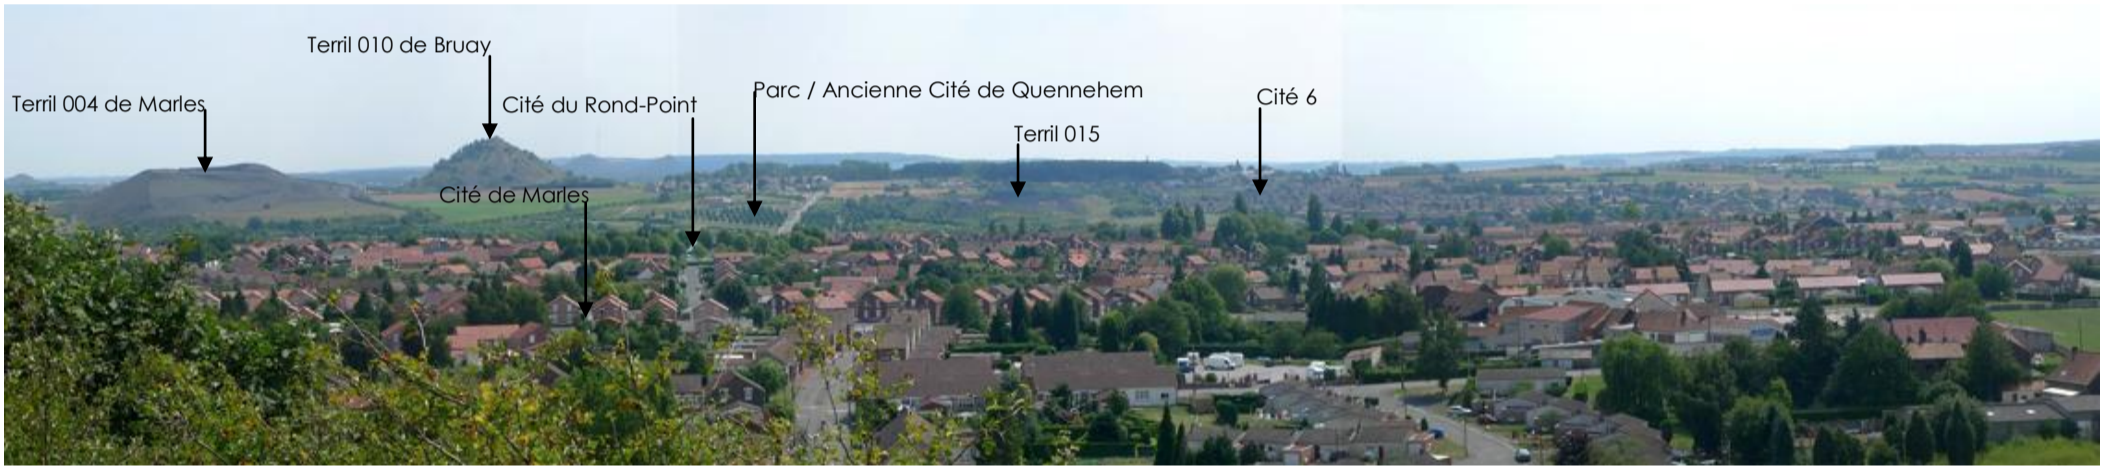 Terril 010 de Bruay
Terril 004 de Marles
Cité du Rond-Point
Parc / Ancienne Cité de Quennehem
Cité 6
Terril 015
Cité de Marles